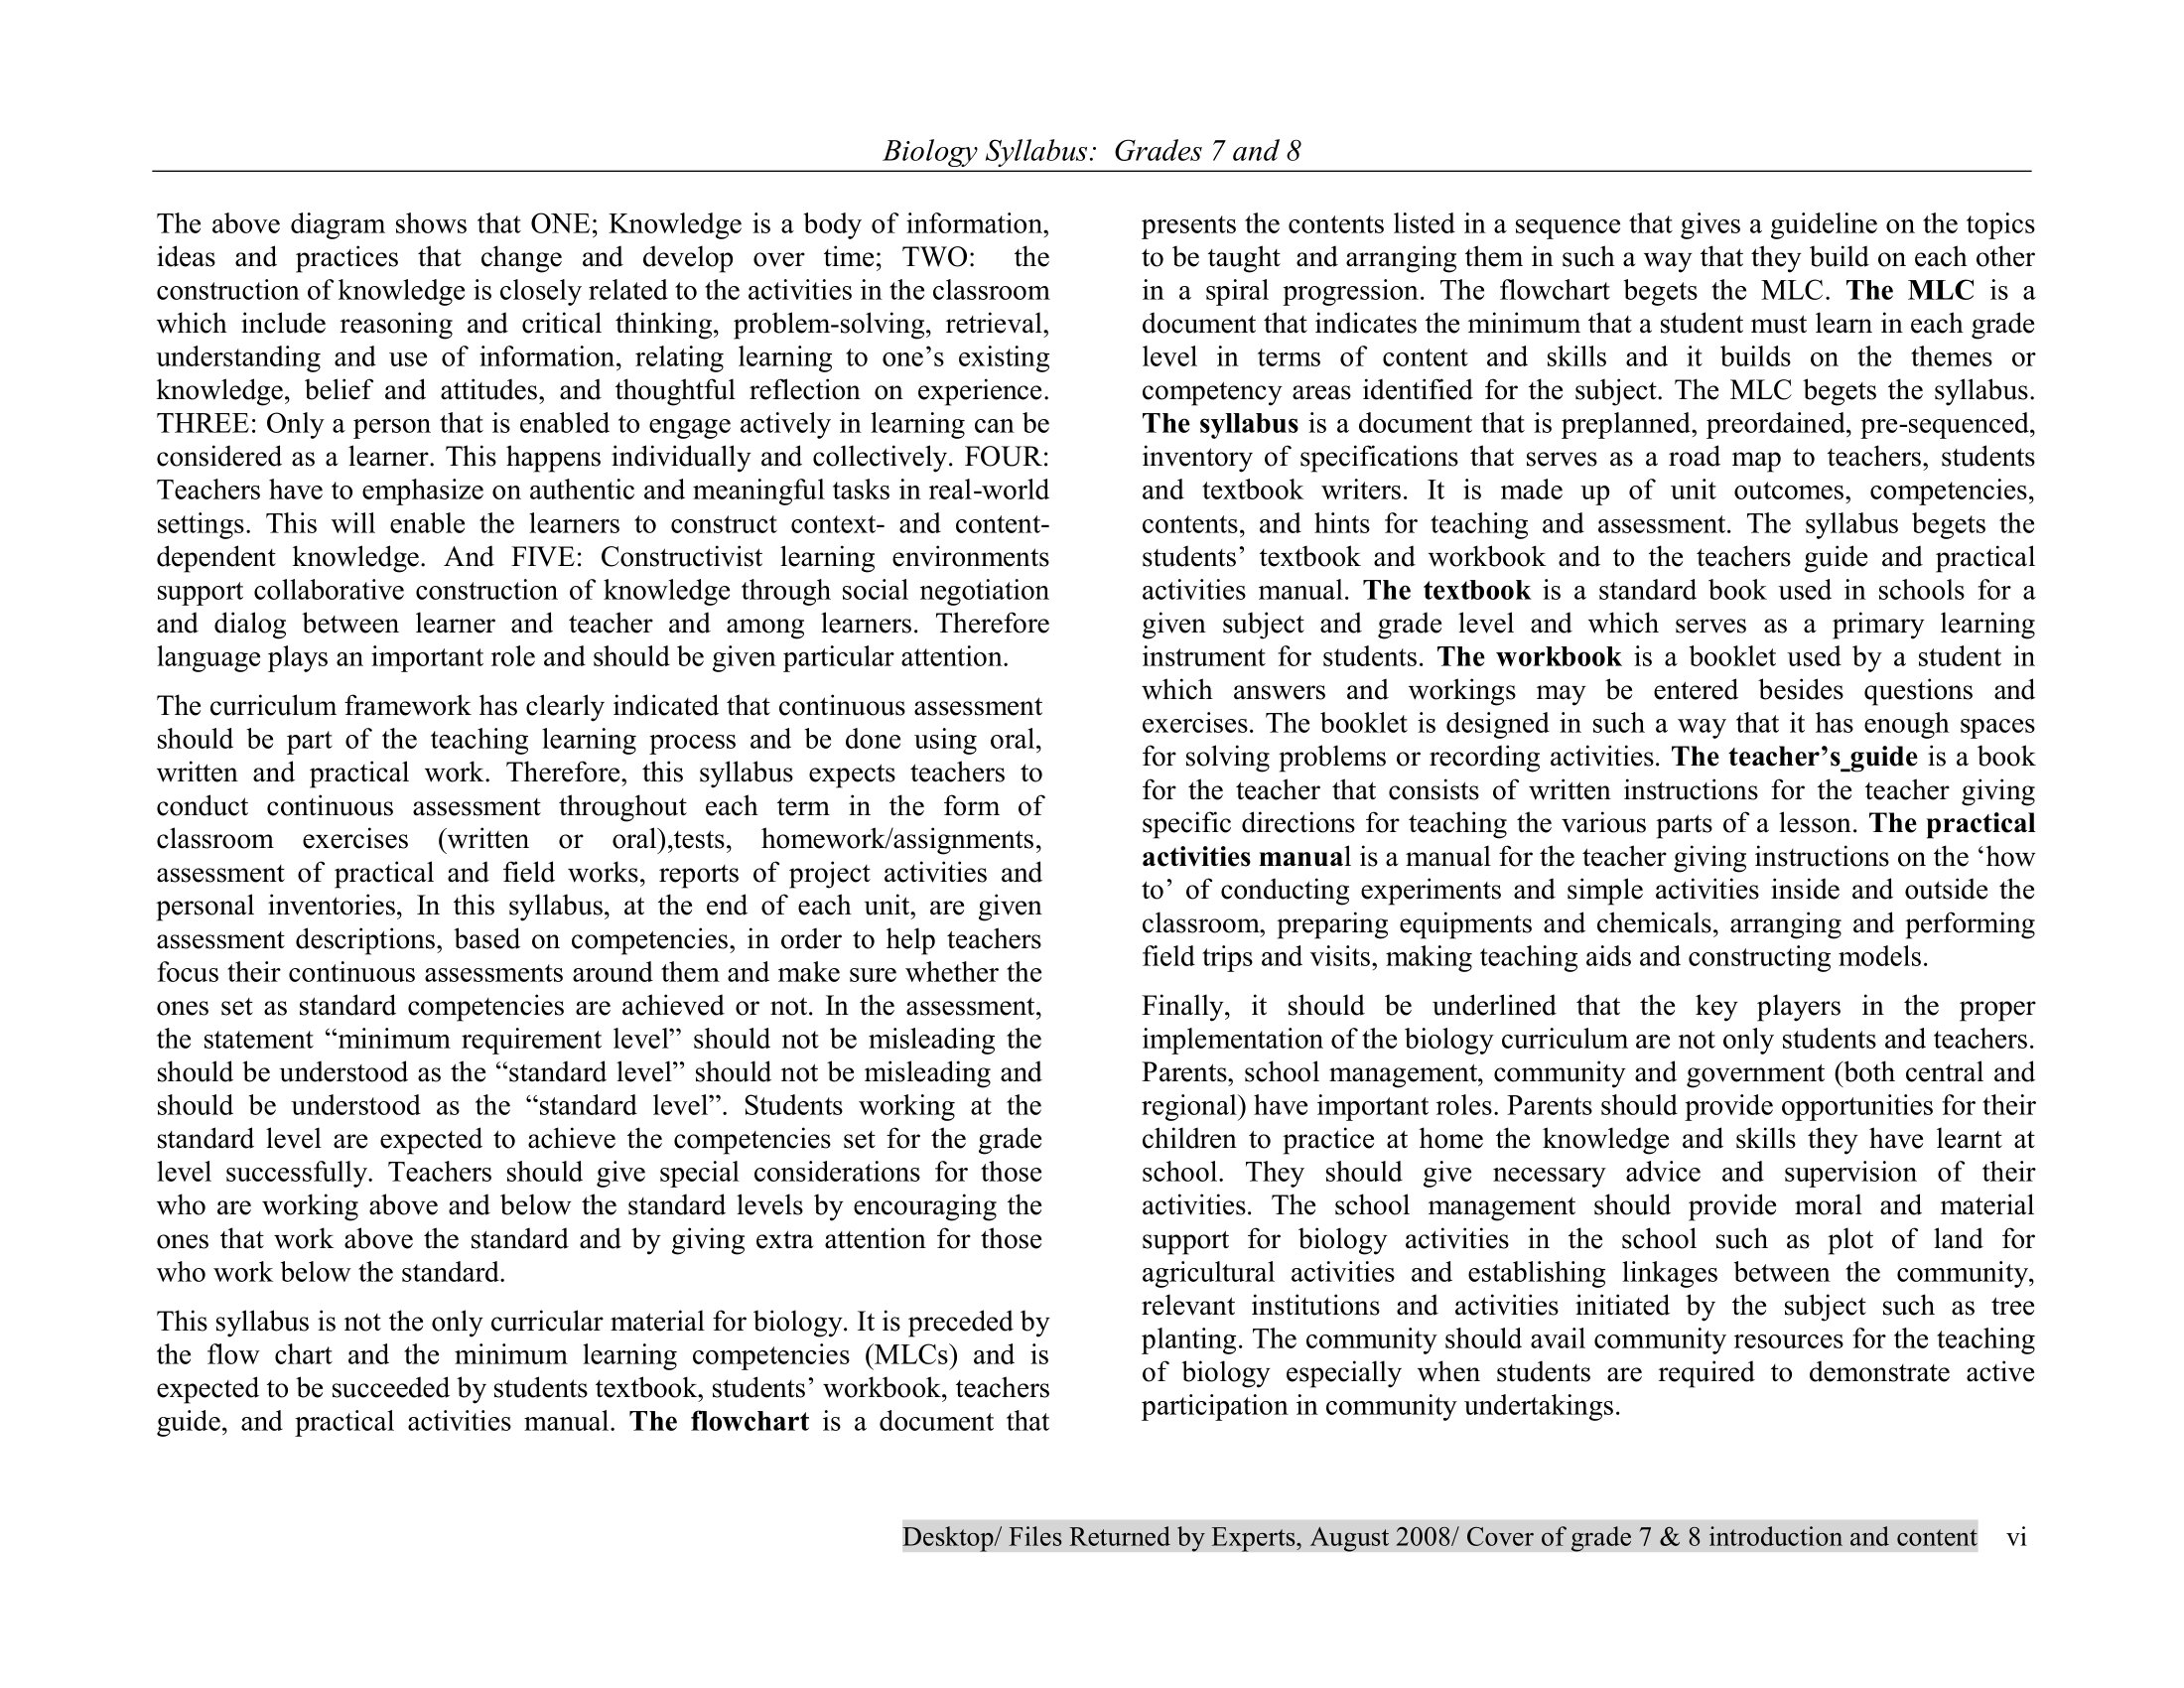 Biology Syllabus: Grades 7 and 8
The above diagram shows that ONE; Knowledge is a body of information,
ideas and practices that change and develop over time; TWO: the
construction of knowledge is closely related to the activities in the classroom
which include reasoning and critical thinking, problem-solving, retrieval,
understanding and use of information, relating learning to one’s existing
knowledge, belief and attitudes, and thoughtful reflection on experience.
THREE: Only a person that is enabled to engage actively in learning can be
considered as a learner. This happens individually and collectively. FOUR:
Teachers have to emphasize on authentic and meaningful tasks in real-world
settings. This will enable the learners to construct context- and content-
dependent knowledge. And FIVE: Constructivist learning environments
support collaborative construction of knowledge through social negotiation
and dialog between learner and teacher and among learners. Therefore
language plays an important role and should be given particular attention.
The curriculum framework has clearly indicated that continuous assessment
should be part of the teaching learning process and be done using oral,
written and practical work. Therefore, this syllabus expects teachers to
conduct continuous assessment throughout each term in the form of
classroom exercises (written or oral),tests, homework/assignments,
assessment of practical and field works, reports of project activities and
personal inventories, In this syllabus, at the end of each unit, are given
assessment descriptions, based on competencies, in order to help teachers
focus their continuous assessments around them and make sure whether the
ones set as standard competencies are achieved or not. In the assessment,
the statement “minimum requirement level” should not be misleading the
should be understood as the “standard level” should not be misleading and
should be understood as the “standard level”. Students working at the
standard level are expected to achieve the competencies set for the grade
level successfully. Teachers should give special considerations for those
who are working above and below the standard levels by encouraging the
ones that work above the standard and by giving extra attention for those
who work below the standard.
This syllabus is not the only curricular material for biology. It is preceded by
the flow chart and the minimum learning competencies (MLCs) and is
expected to be succeeded by students textbook, students’ workbook, teachers
guide, and practical activities manual. The flowchart is a document that
presents the contents listed in a sequence that gives a guideline on the topics
to be taught and arranging them in such a way that they build on each other
in a spiral progression. The flowchart begets the MLC. The MLC is a
document that indicates the minimum that a student must learn in each grade
level in terms of content and skills and it builds on the themes or
competency areas identified for the subject. The MLC begets the syllabus.
The syllabus is a document that is preplanned, preordained, pre-sequenced,
inventory of specifications that serves as a road map to teachers, students
and textbook writers. It is made up of unit outcomes, competencies,
contents, and hints for teaching and assessment. The syllabus begets the
students’ textbook and workbook and to the teachers guide and practical
activities manual. The textbook is a standard book used in schools for a
given subject and grade level and which serves as a primary learning
instrument for students. The workbook is a booklet used by a student in
which answers and workings may be entered besides questions and
exercises. The booklet is designed in such a way that it has enough spaces
for solving problems or recording activities. The teacher’s guide is a book
for the teacher that consists of written instructions for the teacher giving
specific directions for teaching the various parts of a lesson. The practical
activities manual is a manual for the teacher giving instructions on the ‘how
to’ of conducting experiments and simple activities inside and outside the
classroom, preparing equipments and chemicals, arranging and performing
field trips and visits, making teaching aids and constructing models.
Finally, it should be underlined that the key players in the proper
implementation of the biology curriculum are not only students and teachers.
Parents, school management, community and government (both central and
regional) have important roles. Parents should provide opportunities for their
children to practice at home the knowledge and skills they have learnt at
school. They should give necessary advice and supervision of their
activities. The school management should provide moral and material
support for biology activities in the school such as plot of land for
agricultural activities and establishing linkages between the community,
relevant institutions and activities initiated by the subject such as tree
planting. The community should avail community resources for the teaching
of biology especially when students are required to demonstrate active
participation in community undertakings.
Desktop/ Files Returned by Experts, August 2008/ Cover of grade 7 & 8 introduction and content vi